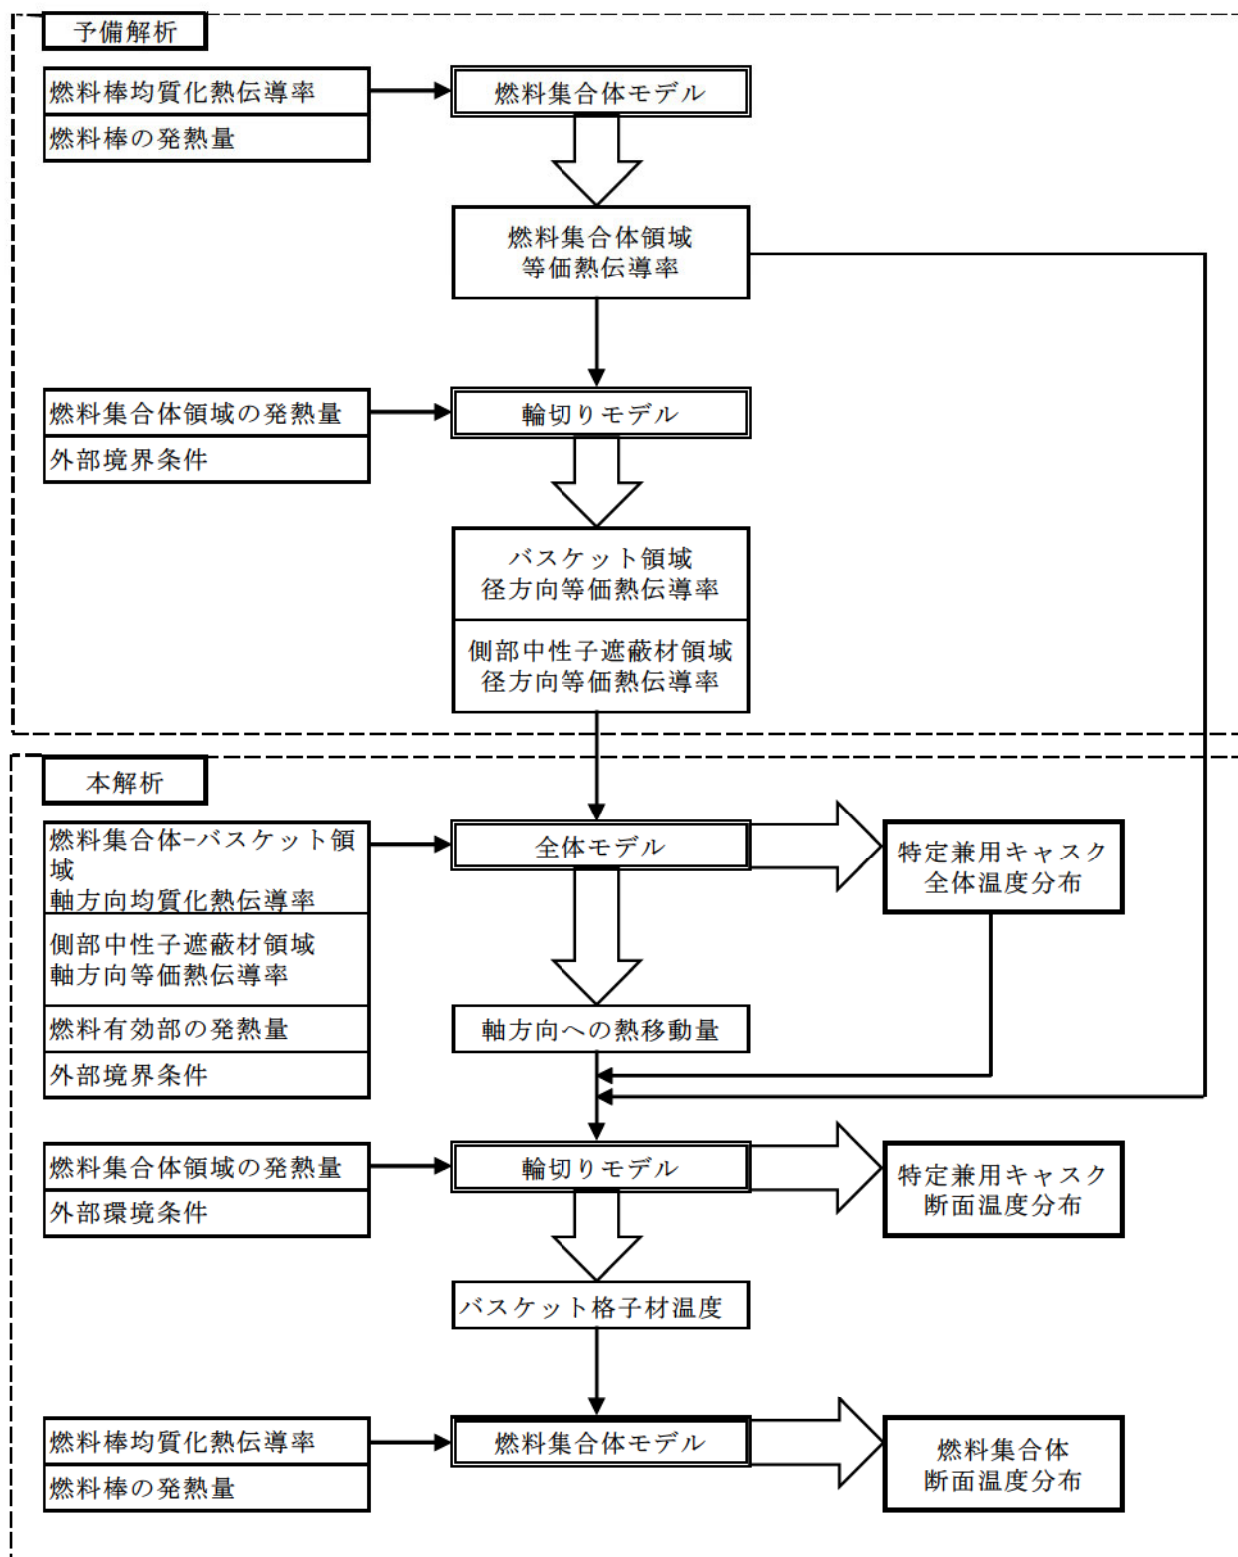 予備解析
燃料棒均質化熱伝導率
燃料棒の発熱量
燃料集合体モデル
燃料集合体領域
等価熱伝導率
燃料集合体領域の発熱量
外部境界条件
輪切りモデル
バスケット領域
径方向等価熱伝導率
側部中性子遮蔽材領域
径方向等価熱伝導率
本解析
燃料集合体-バスケット領
域
軸方向均質化熱伝導率
側部中性子遮蔽材領域
軸方向等価熱伝導率
燃料有効部の発熱量
外部境界条件
全体モデル
特定兼用キャスク
全体温度分布
軸方向への熱移動量
燃料集合体領域の発熱量
外部環境条件
輪切りモデル
特定兼用キャスク
断面温度分布
バスケット格子材温度
燃料棒均質化熱伝導率
燃料棒の発熱量
燃料集合体モデル
燃料集合体
断面温度分布